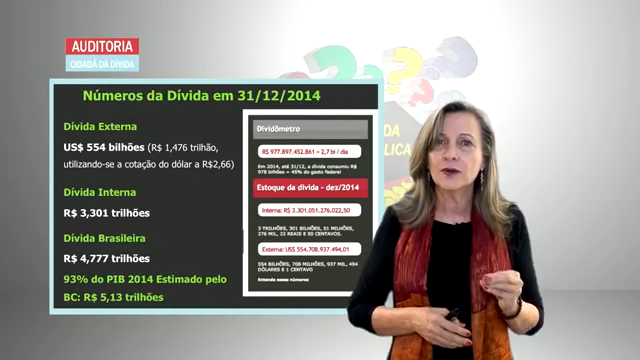 AUDITORIA
CIDADÃ DA DÍVIDA
Números da Dívida em 31/12/2014
Dívida Externa
US$ 554 bilhões (R$ 1,476 trilhão,
utilizando-se a cotação do dólar a R$2,66)
Dívida Interna
R$ 3,301 trilhões
Dívida Brasileira
R$ 4,777 trilhões
93% do PIB 2014 Estimado pelo
BC: R$ 5,13 trilhões
Dividômetro
R$ 977.897.452.861 = 2,7 bi / dia
Em 2014, até 31/12, a dívida consumiu R$
978 bilhões = 45% do gasto federal
Estoque da dívida - dez/2014
Interna: R$ 3.301.051.276.022,50
3 TRILHÕES, 301 BILHÕES, 51 MILHÕES,
276 MIL, 22 REAIS E 50 CENTAVOS.
Externa: US$ 554.708.937.494,01
554 BILHÕES, 708 MILHÕES, 937 MIL, 494
DÓLARES E 1 CENTAVO
Entenda esses números
DA
BLICA